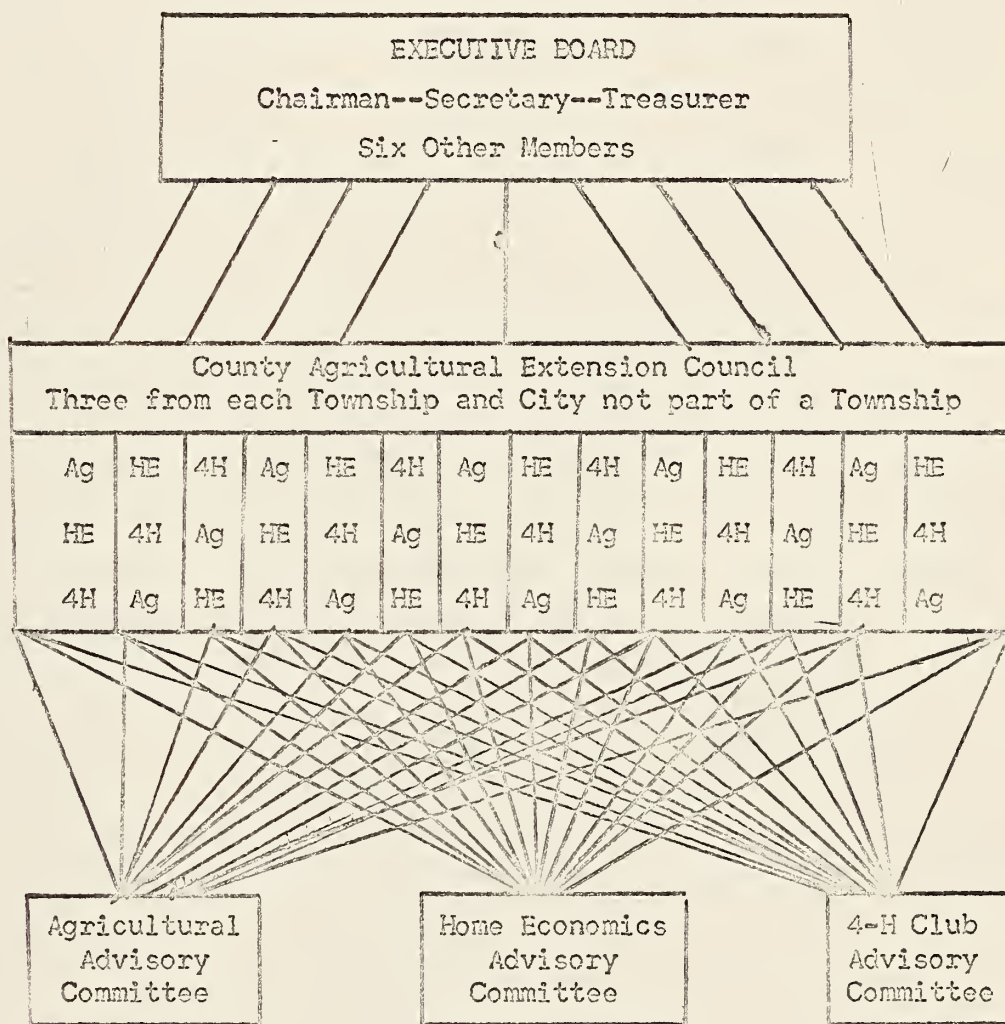 EXECUTIVE BOARD
Chairman--Secretary--Treasurer
Six Other Members
County Agricultural Extension Council
Three from each Township and City not part of a Township
Ag HE 4H Ag HE 4H Ag HE 4H Ag HE 4H Ag HE
HE 4H Ag HE 4H Ag HE 4H Ag HE 4H Ag HE 4H
4H Ag HE 4H Ag HE 4H Ag HE 4H Ag HE 4H Ag
Agricultural
Advisory
Committee
Home Economics
Advisory
Committee
4-H Club
Advisory
Committee